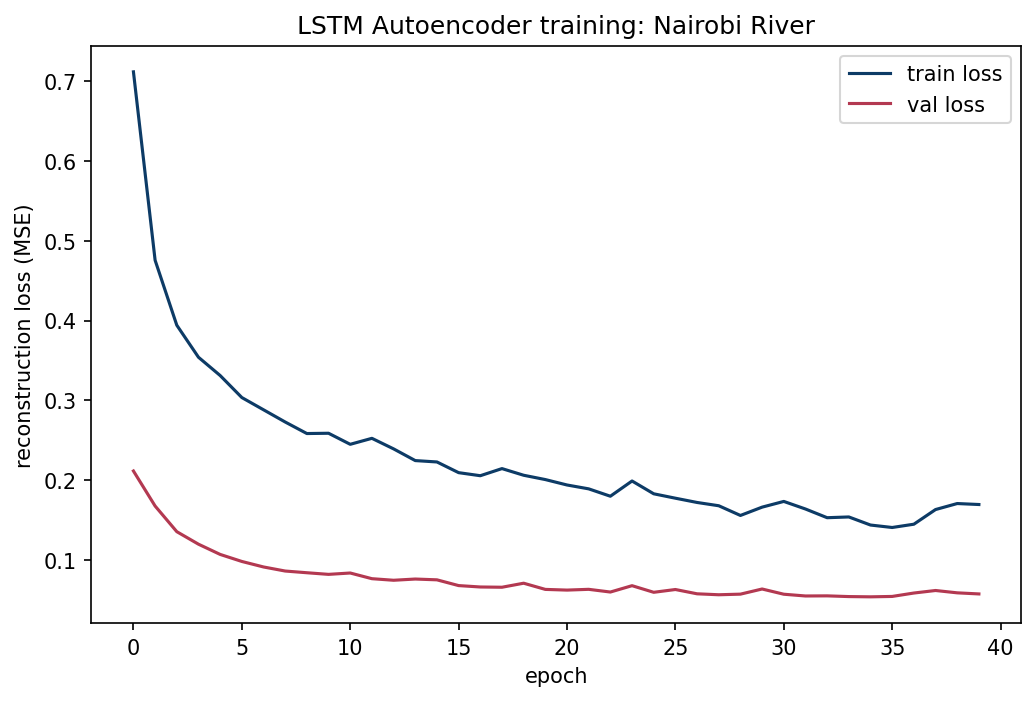 LSTM Autoencoder training: Nairobi River
train loss
val loss
reconstruction loss (MSE)
0.7
0.6
0.5
0.4
0.3
0.2
0.1
0 5 10 15 20 25 30 35 40
epoch